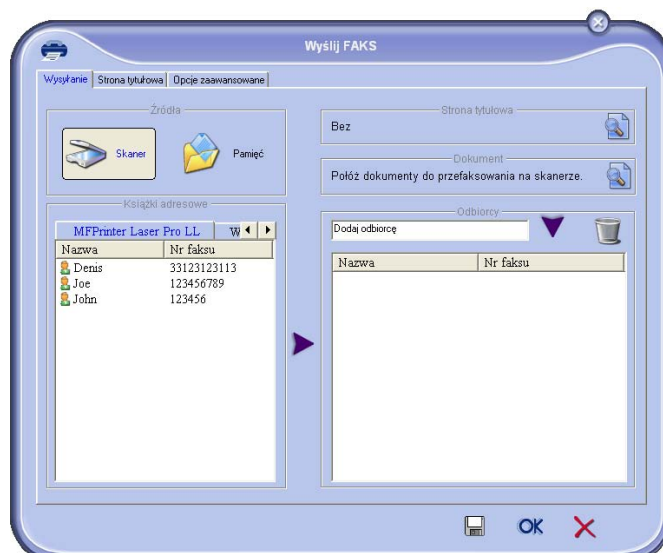 Wyślij FAKS
Wysyłanie Strona tytułowa Opcje zaawansowane
Źródła
Skaner
Pamięć
Strona tytułowa
Bez
Dokument
Połóż dokumenty do przefaksowania na skanerze.
Książki adresowe
MFPrinter Laser Pro LL W
Nazwa Nr faksu
Denis 33123123113
Joe 123456789
John 123456
Odbiorcy
Dodaj odbiorcę
Nazwa Nr faksu
OK